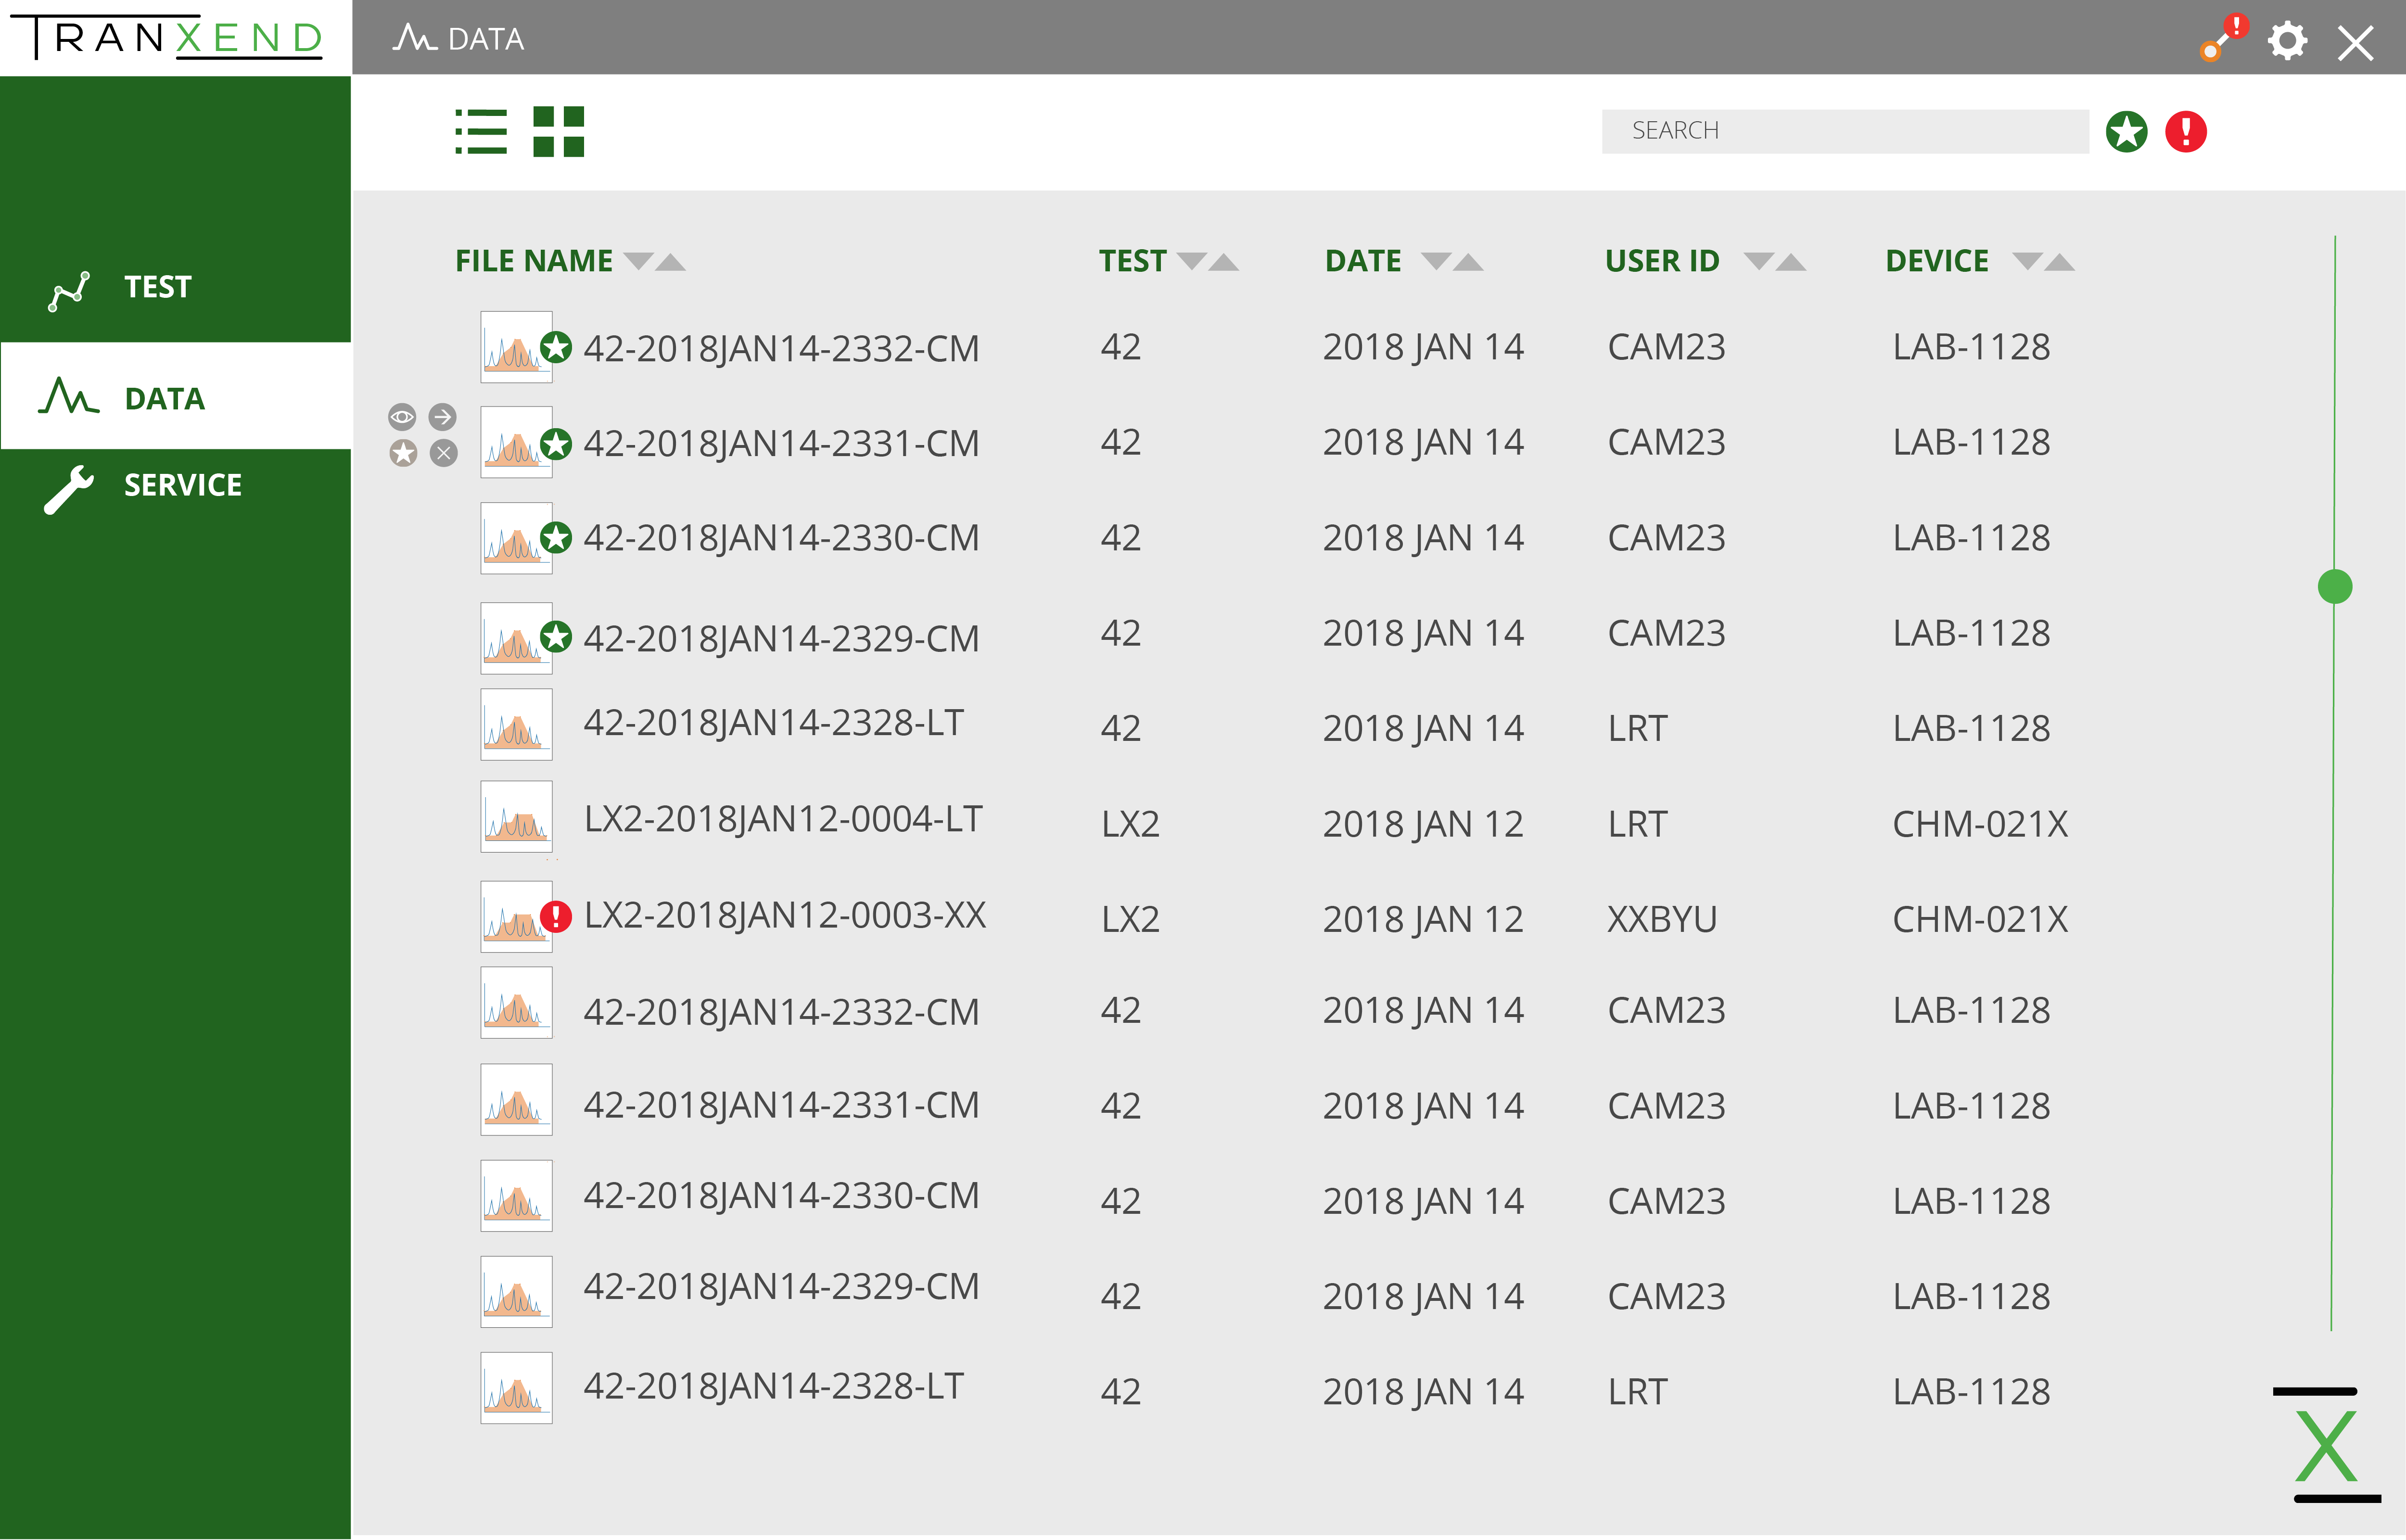 TRANXEND
DATA
SEARCH
TEST
DATA
SERVICE
FILE NAME TEST DATE USER ID DEVICE
42-2018JAN14-2332-CM 42 2018 JAN 14 CAM23 LAB-1128
42-2018JAN14-2331-CM 42 2018 JAN 14 CAM23 LAB-1128
42-2018JAN14-2330-CM 42 2018 JAN 14 CAM23 LAB-1128
42-2018JAN14-2329-CM 42 2018 JAN 14 CAM23 LAB-1128
42-2018JAN14-2328-LT 42 2018 JAN 14 LRT LAB-1128
LX2-2018JAN12-0004-LT LX2 2018 JAN 12 LRT CHM-021X
LX2-2018JAN12-0003-XX LX2 2018 JAN 12 XXBYU CHM-021X
42-2018JAN14-2332-CM 42 2018 JAN 14 CAM23 LAB-1128
42-2018JAN14-2331-CM 42 2018 JAN 14 CAM23 LAB-1128
42-2018JAN14-2330-CM 42 2018 JAN 14 CAM23 LAB-1128
42-2018JAN14-2329-CM 42 2018 JAN 14 CAM23 LAB-1128
42-2018JAN14-2328-LT 42 2018 JAN 14 LRT LAB-1128
X